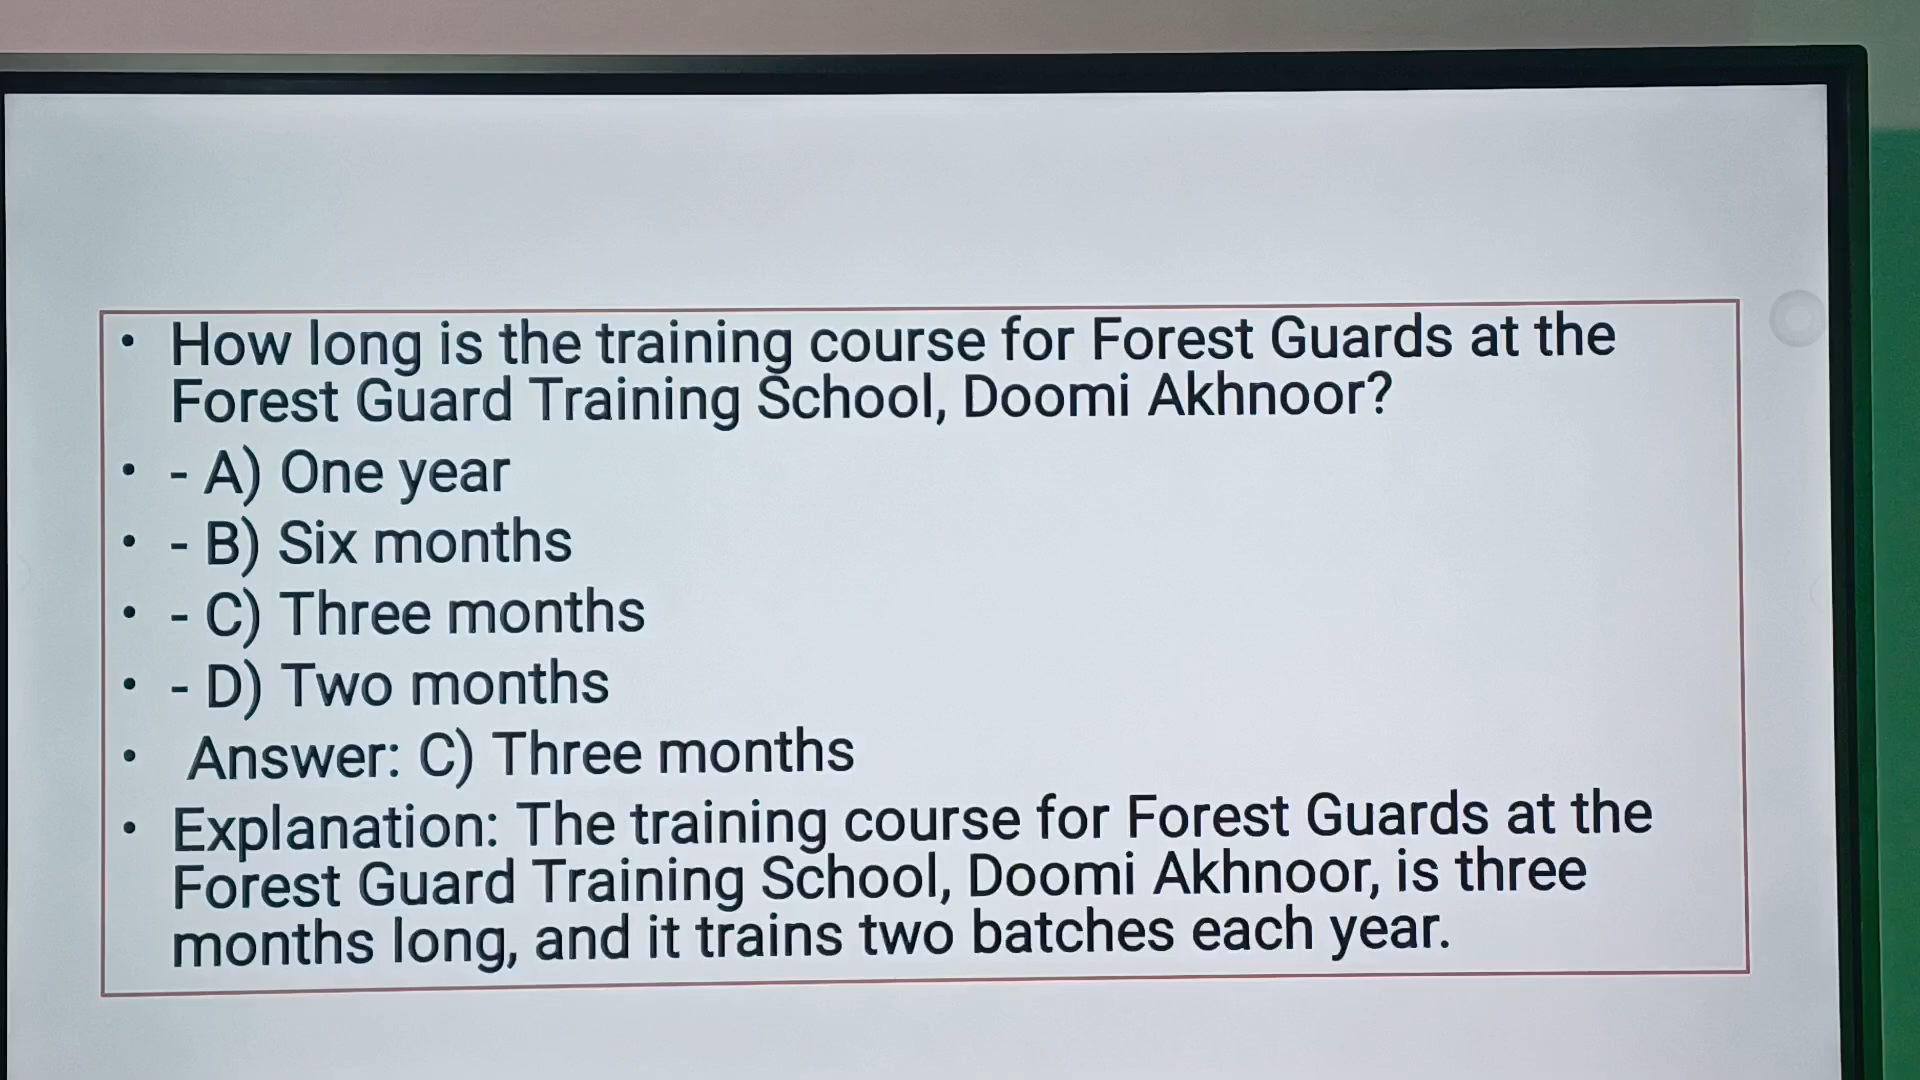 • How long is the training course for Forest Guards at the
Forest Guard Training School, Doomi Akhnoor?
• - A) One year
• - B) Six months
• - C) Three months
• - D) Two months
• Answer: C) Three months
• Explanation: The training course for Forest Guards at the
Forest Guard Training School, Doomi Akhnoor, is three
months long, and it trains two batches each year.